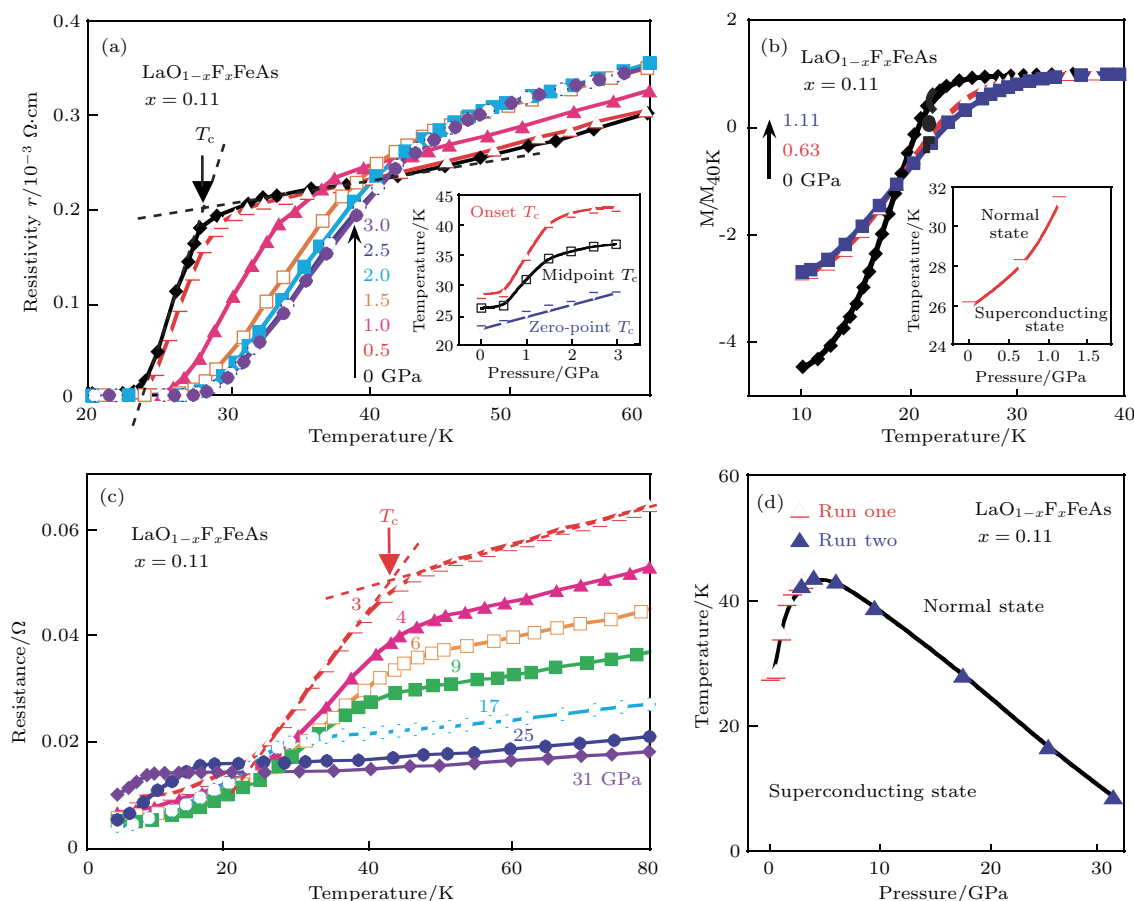 (a)
LaO₁₋ₓFₓFeAs
x = 0.11
Tc
Resistivity r/10⁻³ Ω·cm
0.4
0.3
0.2
0.1
0
20
30
40
50
60
Temperature/K
3.0
2.5
2.0
1.5
1.0
0.5
0 GPa
Onset Tc
Midpoint Tc
Zero-point Tc
Temperature/K
45
40
35
30
25
20
0
1
2
3
Pressure/GPa
(b)
LaO₁₋ₓFₓFeAs
x = 0.11
1.11
0.63
0 GPa
M/M40K
2
0
-2
-4
10
20
30
40
Temperature/K
Normal
state
Superconducting
state
Temperature/K
32
30
28
26
24
0
0.5
1.0
1.5
Pressure/GPa
(c)
LaO₁₋ₓFₓFeAs
x = 0.11
Tc
3
4
6
9
17
25
31 GPa
Resistance/Ω
0.06
0.04
0.02
0
0
20
40
60
80
Temperature/K
(d)
Run one
Run two
LaO₁₋ₓFₓFeAs
x = 0.11
Normal state
Superconducting state
Temperature/K
60
40
20
0
0
10
20
30
Pressure/GPa